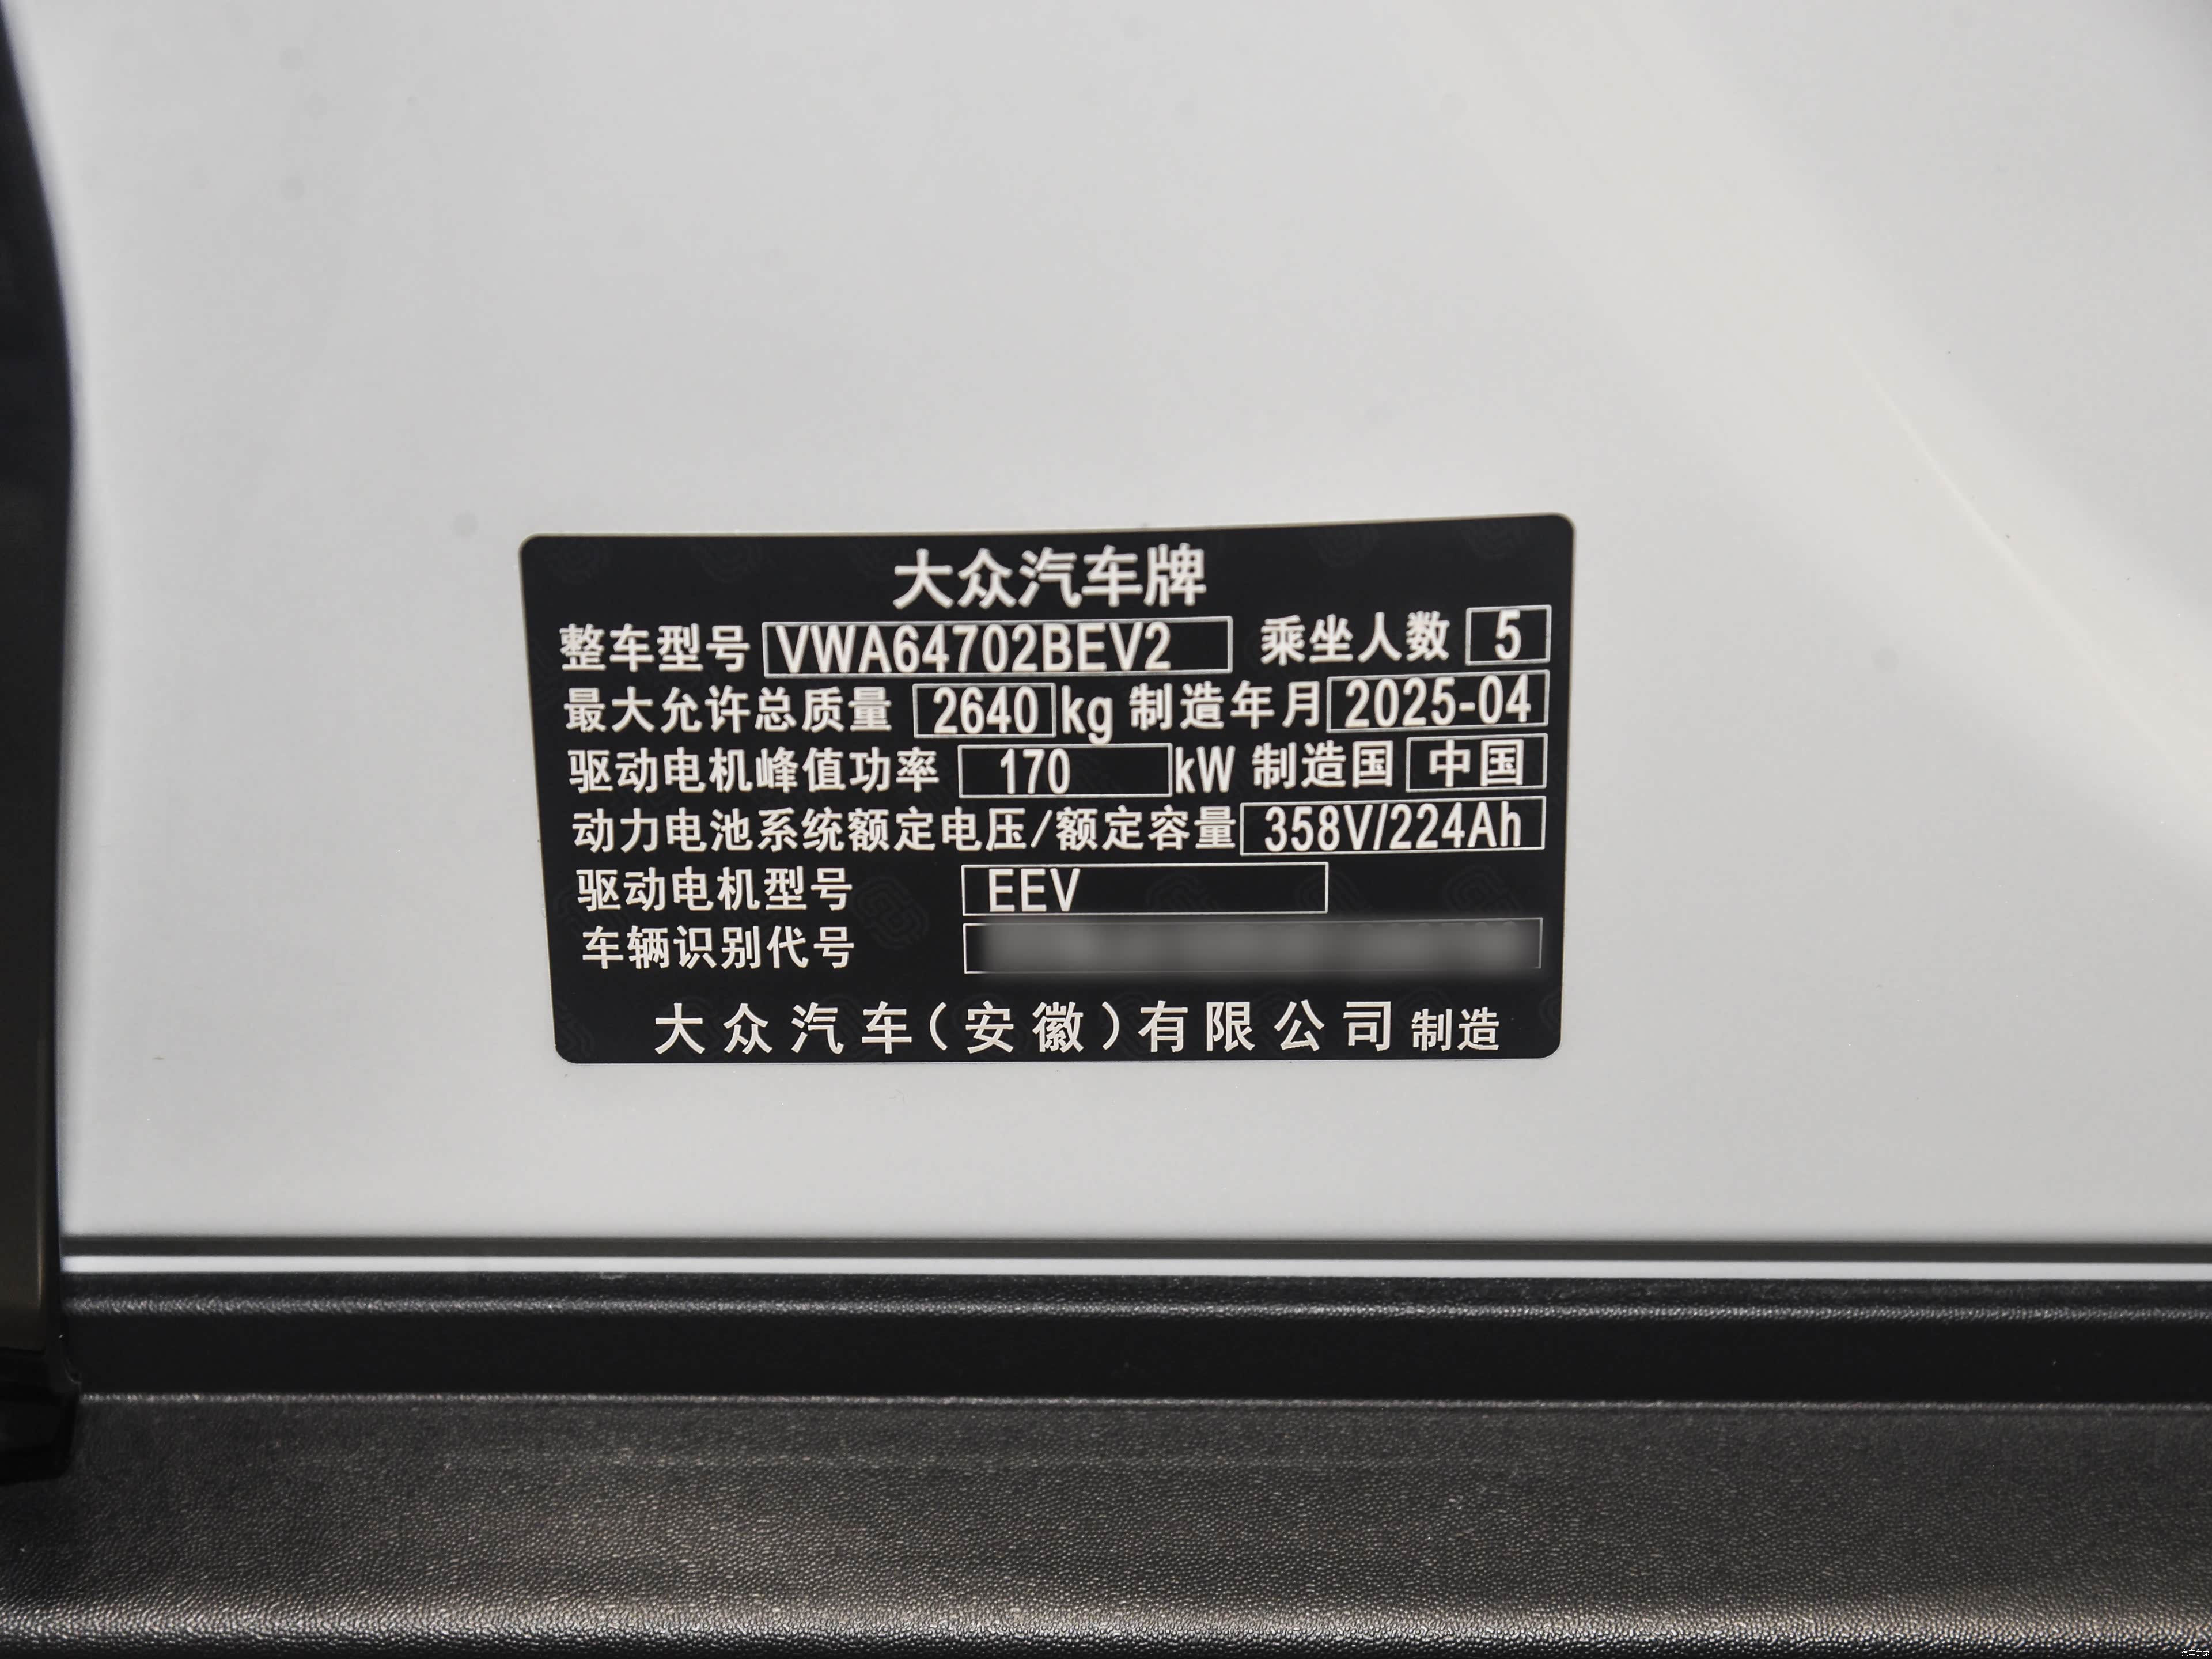 大众汽车牌
整车型号 VWA64702BEV2 乘坐人数 5
最大允许总质量 2640 kg 制造年月 2025-04
驱动电机峰值功率 170 kW 制造国 中国
动力电池系统额定电压/额定容量 358V/224Ah
驱动电机型号 EEV
车辆识别代号
大众汽车(安徽)有限公司制造
汽车之家